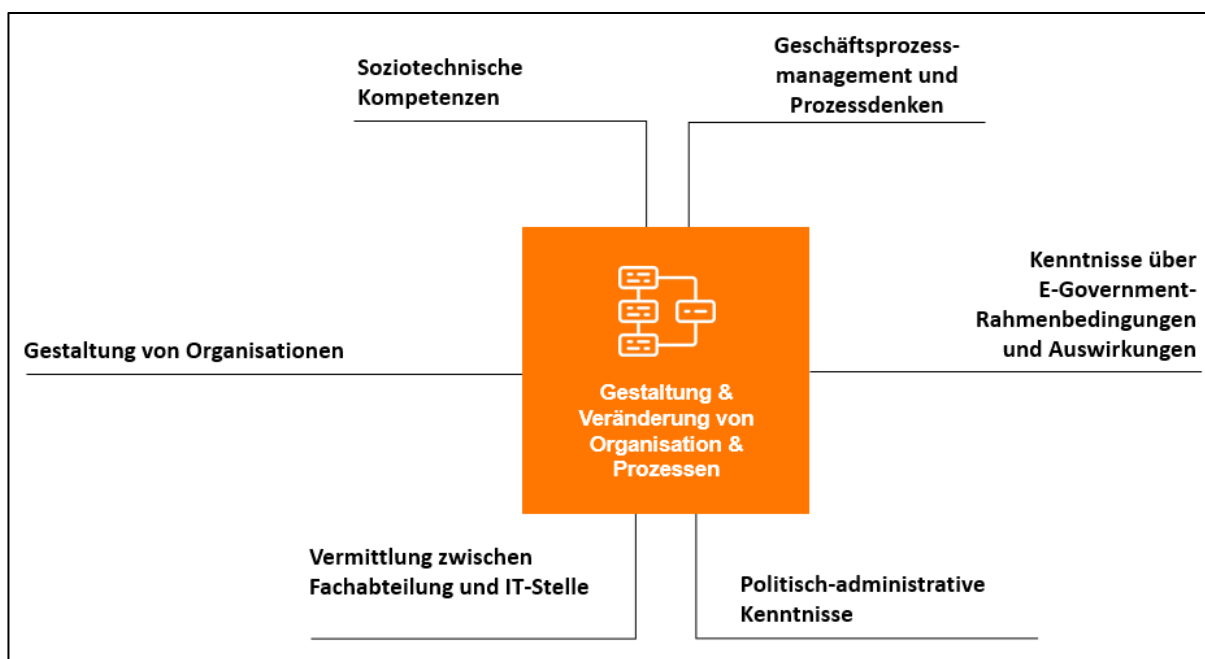 Soziotechnische
Kompetenzen
Geschäftsprozess-
management und
Prozessdenken
Kenntnisse über
E-Government-
Rahmenbedingungen
und Auswirkungen
Gestaltung von Organisationen
Gestaltung &
Veränderung von
Organisation &
Prozessen
Vermittlung zwischen
Fachabteilung und IT-Stelle
Politisch-administrative
Kenntnisse